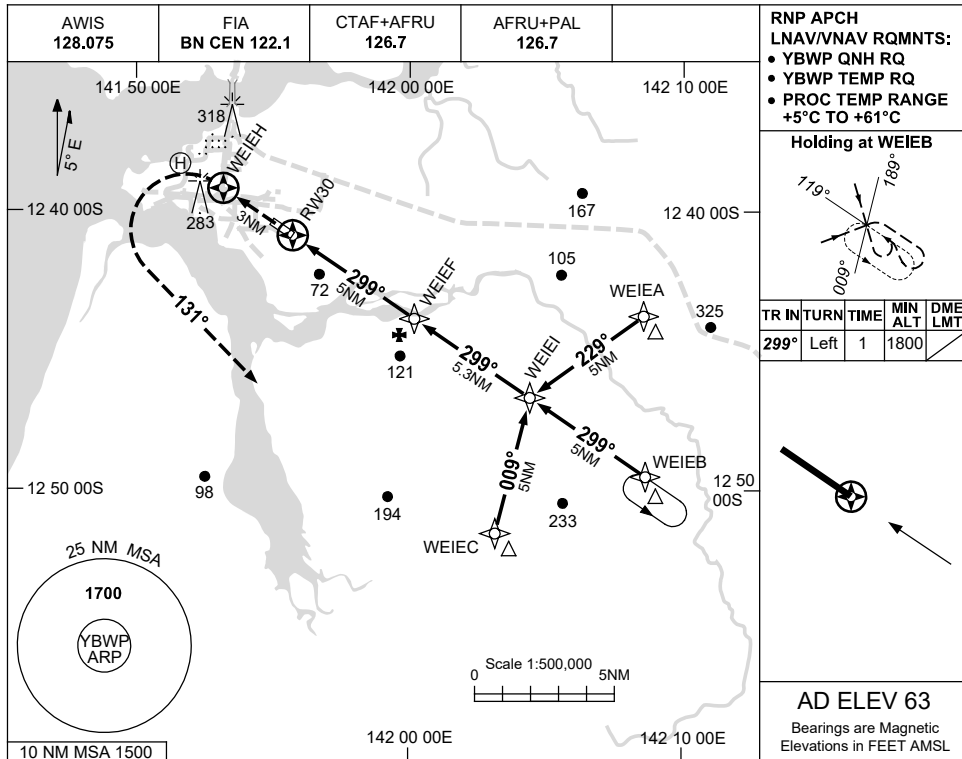 AWIS
128.075
FIA
BN CEN 122.1
CTAF+AFRU
126.7
AFRU+PAL
126.7
RNP APCH
LNAV/VNAV RQMNTS:
• YBWP QNH RQ
• YBWP TEMP RQ
• PROC TEMP RANGE
+5°C TO +61°C
141 50 00E
142 00 00E
142 10 00E
5° E
318
WEIEH
H
283
3NM
RW30
12 40 00S
12 40 00S
167
105
72
299°
5NM
WEIEF
WEIEA
325
131°
121
299°
5.3NM
WEIEI
229°
5NM
299°
5NM
WEIEB
009°
5NM
12 50 00S
12 50
00S
98
194
233
WEIEC
25 NM MSA
1700
YBWP
ARP
10 NM MSA 1500
Scale 1:500,000
0
5NM
142 00 00E
142 10 00E
Holding at WEIEB
119°
189°
009°
TR IN TURN TIME MIN ALT DME LMT
299° Left 1 1800
AD ELEV 63
Bearings are Magnetic
Elevations in FEET AMSL